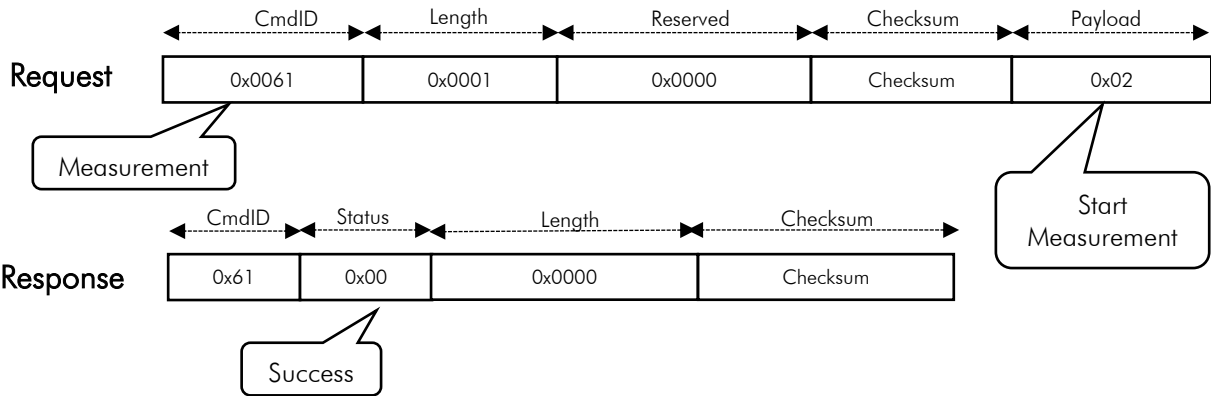 CmdID Length Reserved Checksum Payload
Request 0x0061 0x0001 0x0000 Checksum 0x02
Measurement
Start
Measurement
CmdID Status Length Checksum
Response 0x61 0x00 0x0000 Checksum
Success